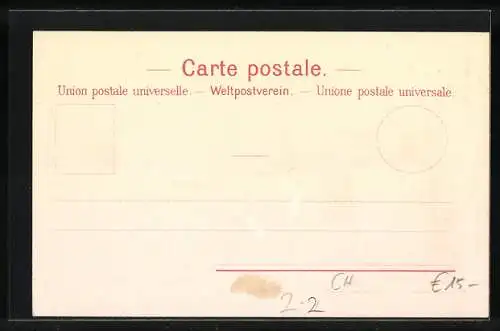 — Carte postale. —
Union postale universelle. — Weltpostverein. — Unione postale universale.
CH €15.-
2-2